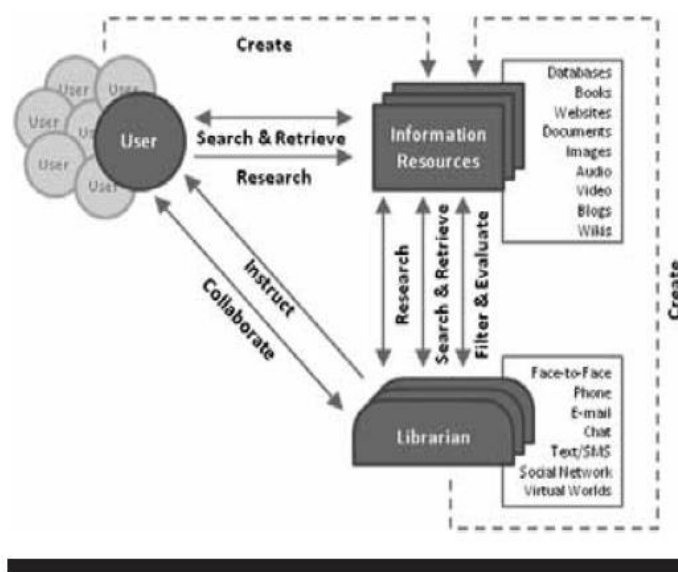 Create
User
User
User
User
User
User
User
Search & Retrieve
Research
Information
Resources
Databases
Books
Websites
Documents
Images
Audio
Video
Blogs
Wikis
Instruct
Collaborate
Research
Search & Retrieve
Filter & Evaluate
Create
Librarian
Face-to-Face
Phone
E-mail
Chat
Text/SMS
Social Network
Virtual Worlds